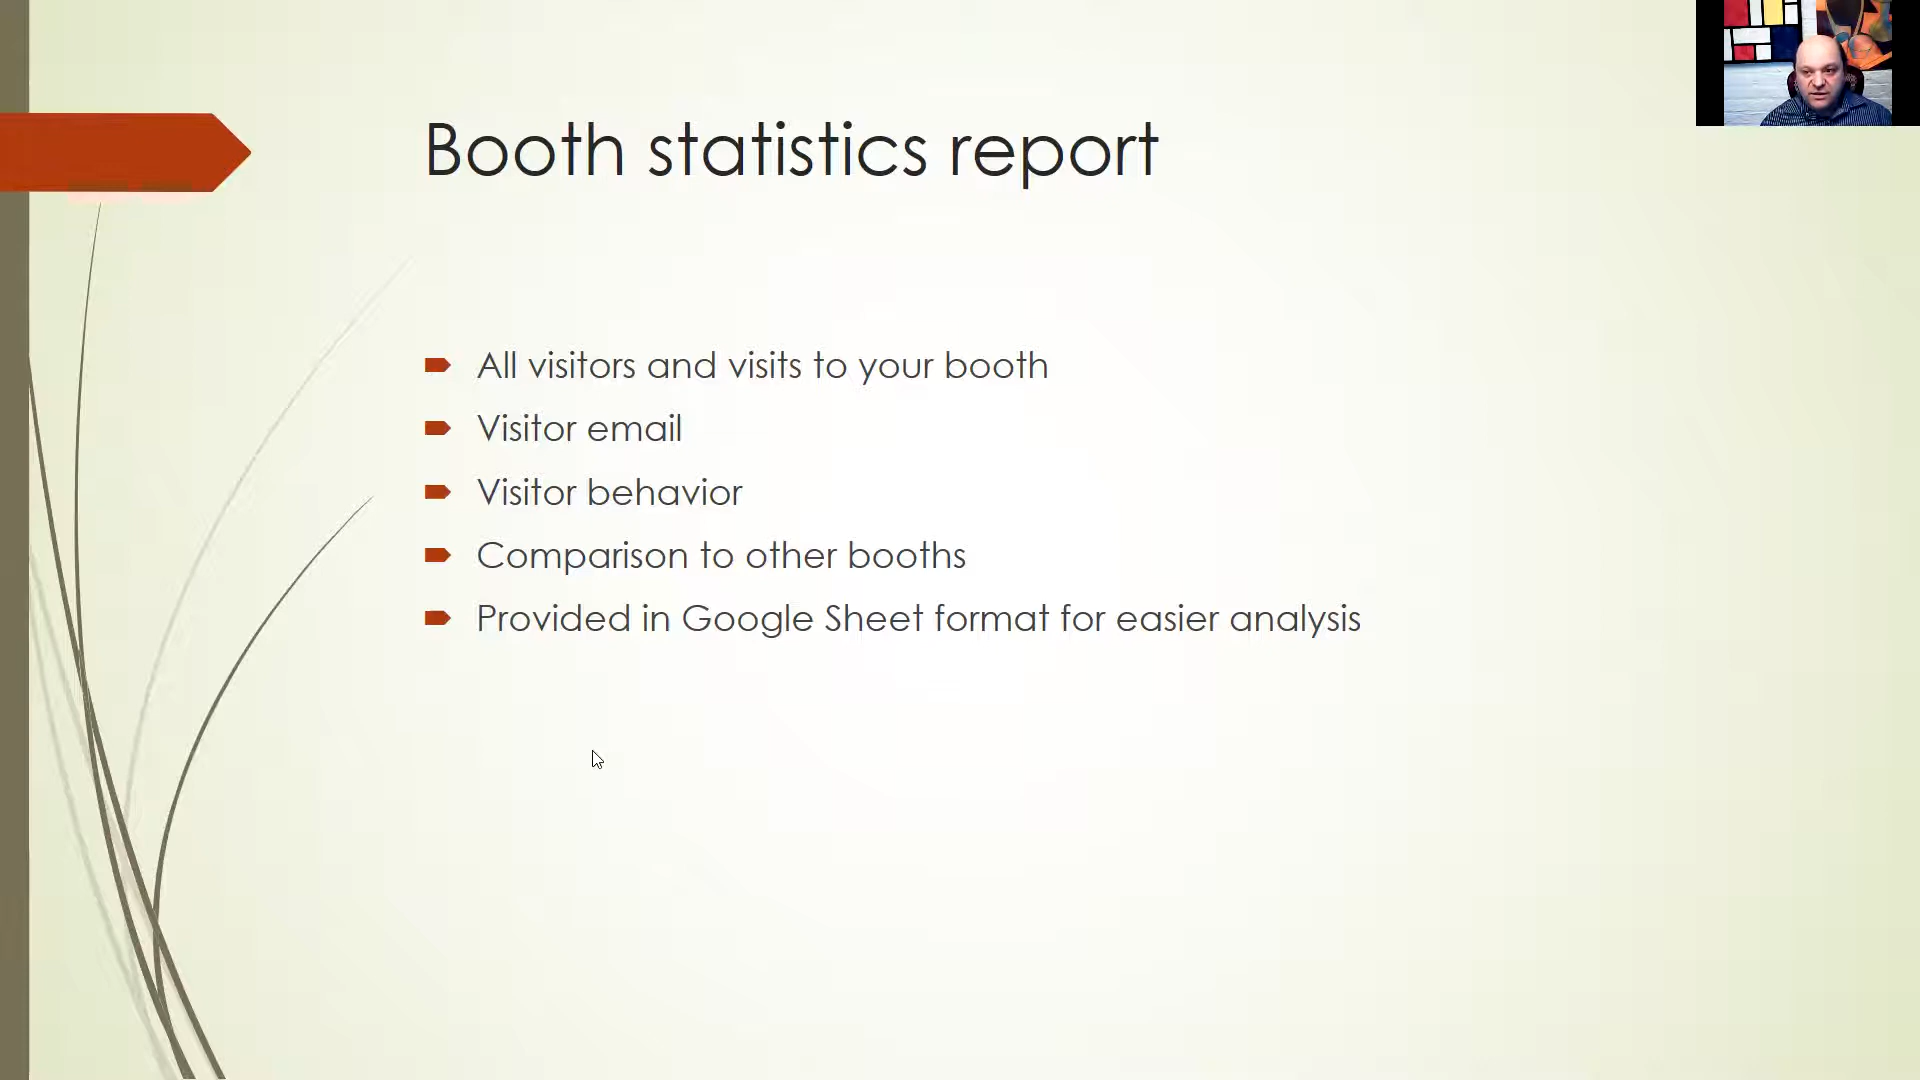 Booth statistics report
All visitors and visits to your booth
Visitor email
Visitor behavior
Comparison to other booths
Provided in Google Sheet format for easier analysis